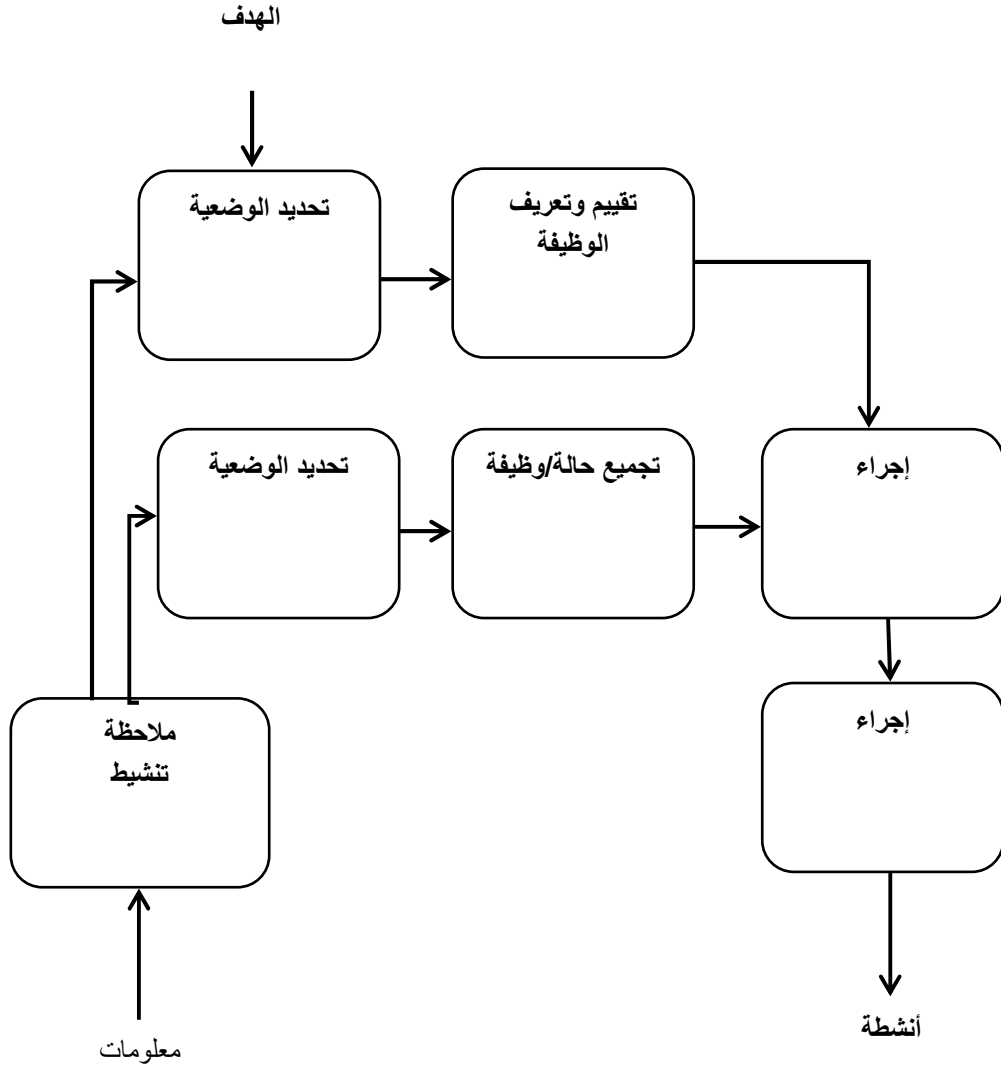 الهدف
تحديد الوضعية
تقييم وتعريف
الوظيفة
تحديد الوضعية
تجميع حالة/وظيفة
إجراء
ملاحظة
تنشيط
إجراء
أنشطة
معلومات